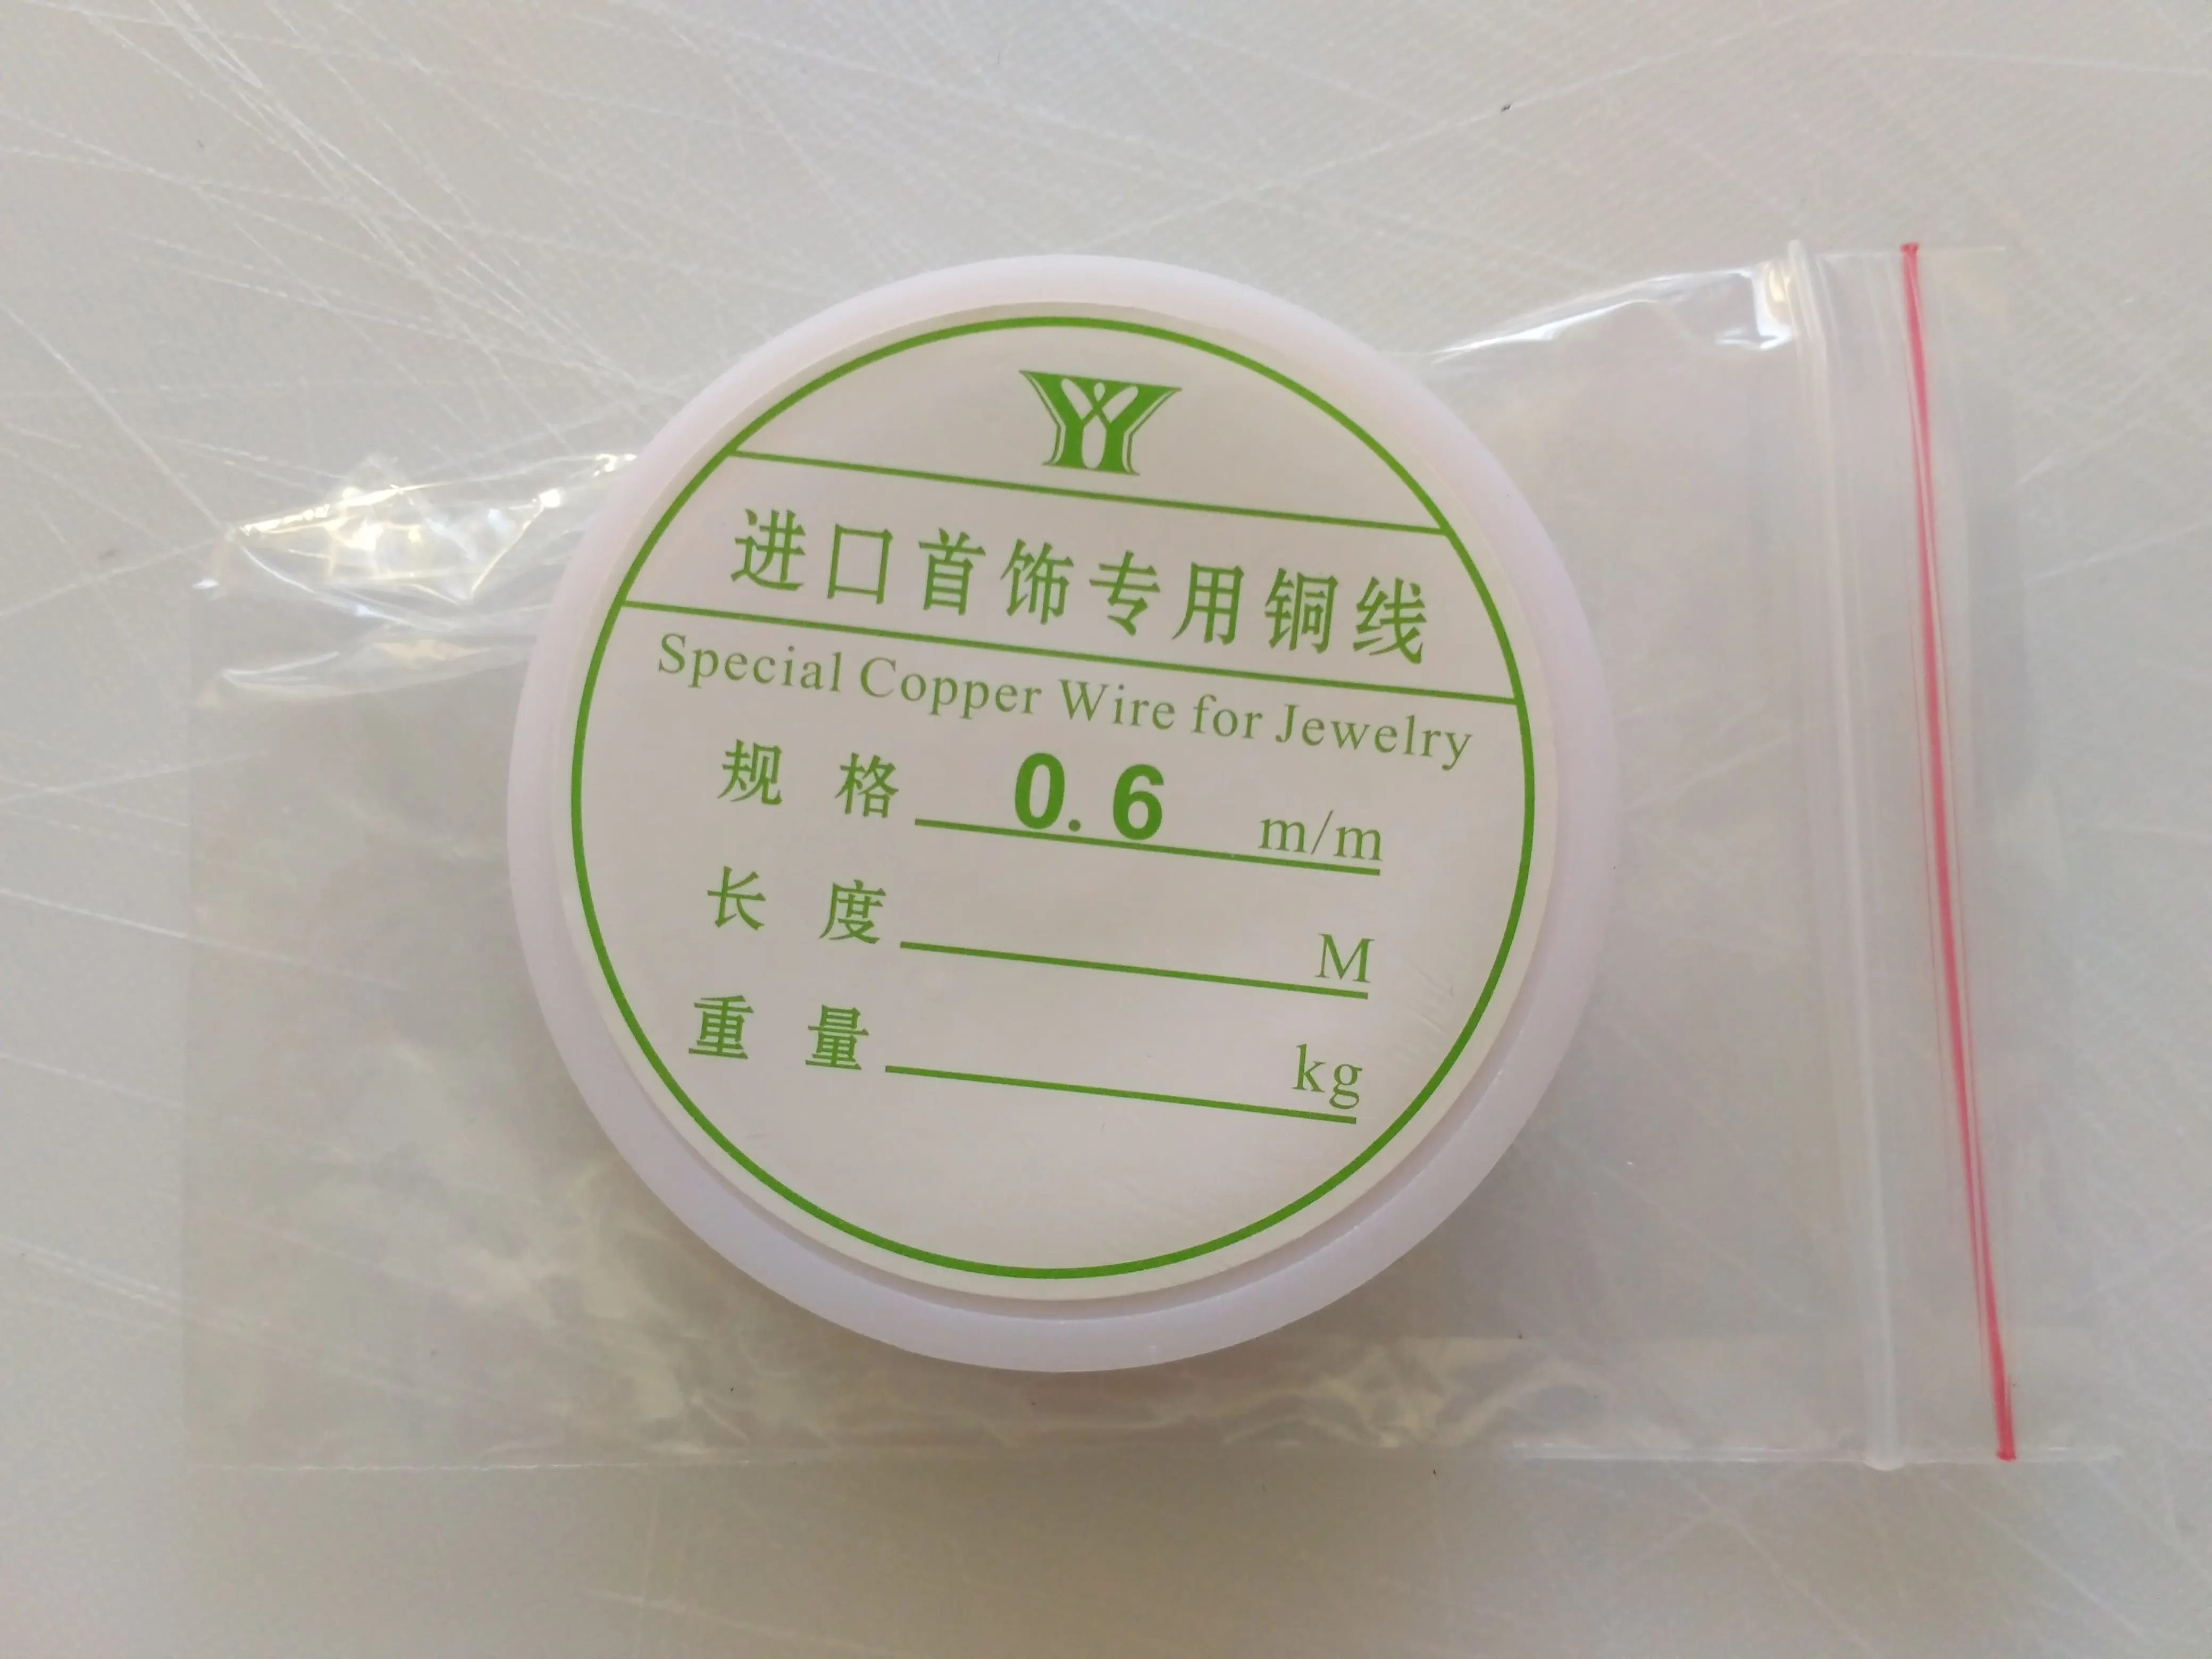 进口首饰专用铜线
Special Copper Wire for Jewelry
规 格 0.6 m/m
长 度 M
重 量 kg